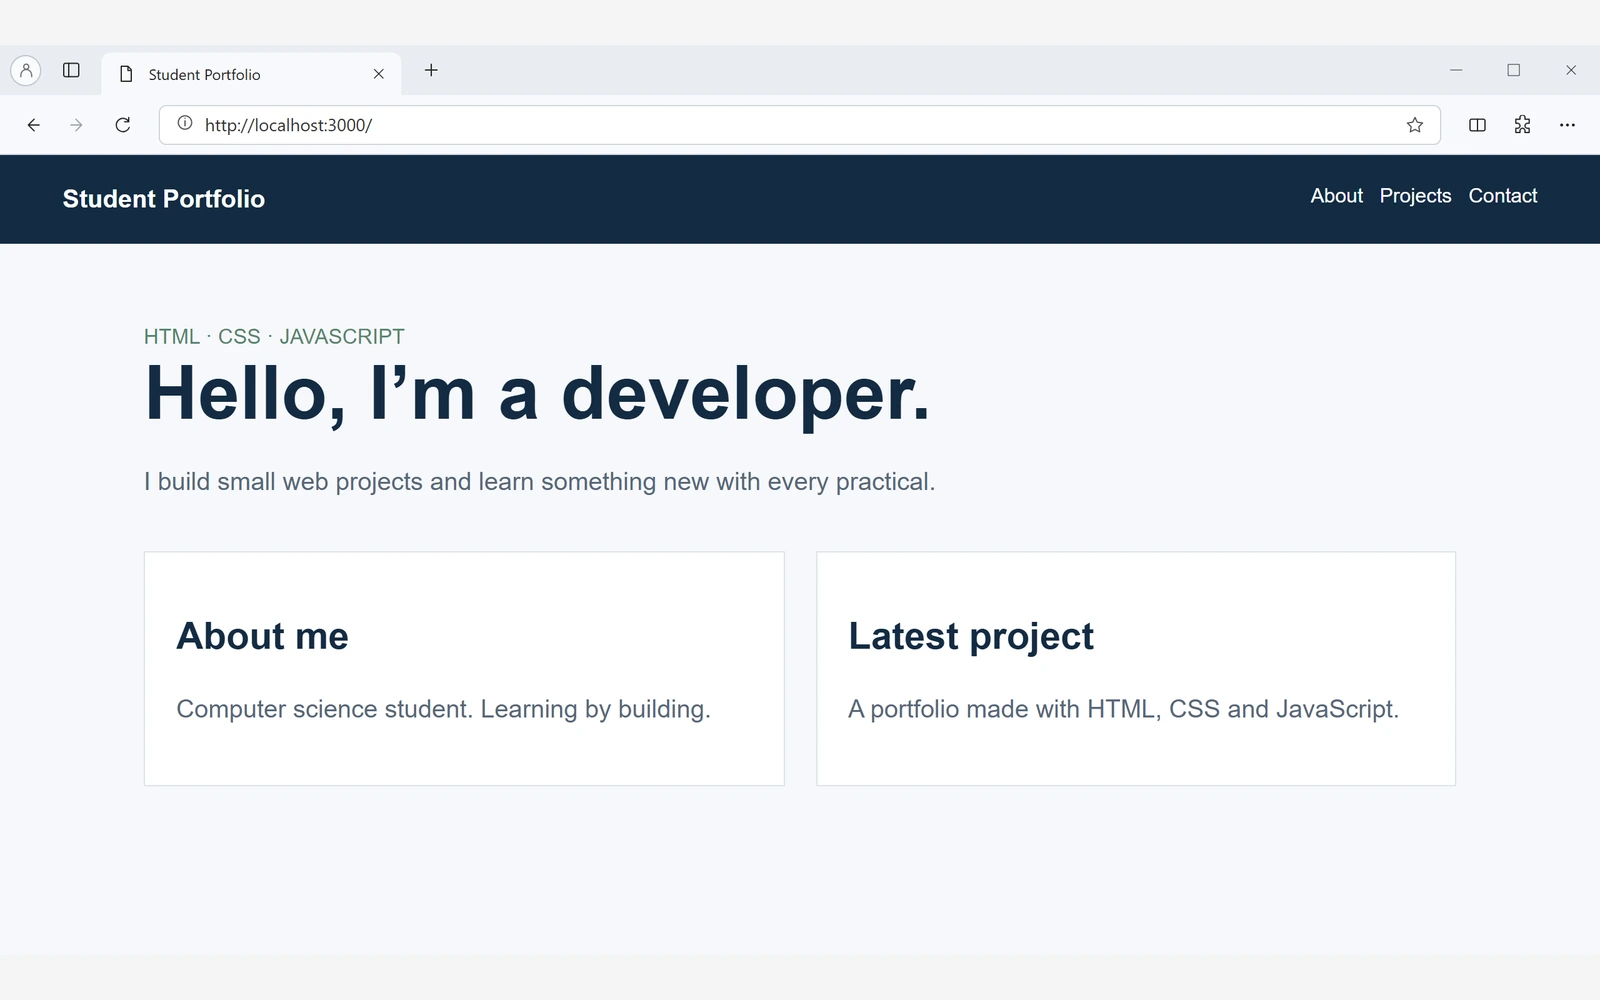 Student Portfolio
http://localhost:3000/
Student Portfolio
About Projects Contact
HTML · CSS · JAVASCRIPT
Hello, I’m a developer.
I build small web projects and learn something new with every practical.
About me
Computer science student. Learning by building.
Latest project
A portfolio made with HTML, CSS and JavaScript.